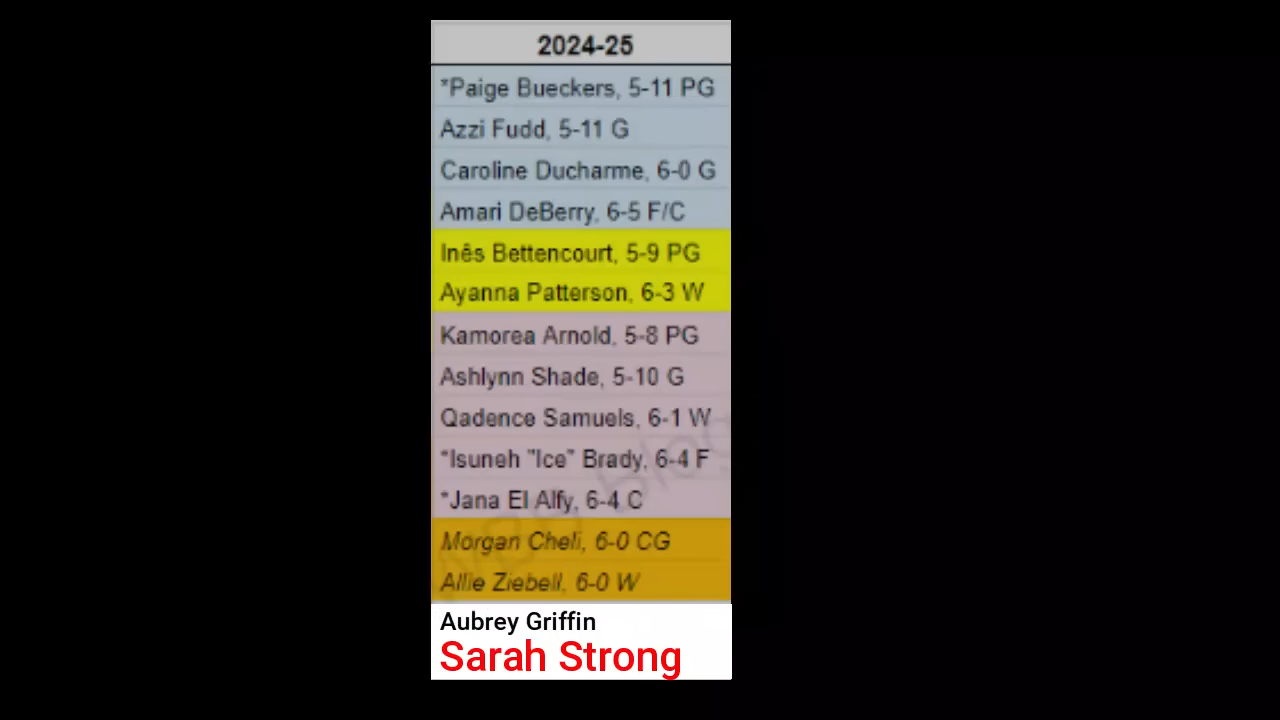 2024-25
*Paige Bueckers, 5-11 PG
Azzi Fudd, 5-11 G
Caroline Ducharme, 6-0 G
Amari DeBerry, 6-5 F/C
Inês Bettencourt, 5-9 PG
Ayanna Patterson, 6-3 W
Kamorea Arnold, 5-8 PG
Ashlynn Shade, 5-10 G
Qadence Samuels, 6-1 W
*Isuneh "Ice" Brady, 6-4 F
*Jana El Alfy, 6-4 C
Morgan Cheli, 6-0 CG
Allie Ziebell, 6-0 W
Aubrey Griffin
Sarah Strong